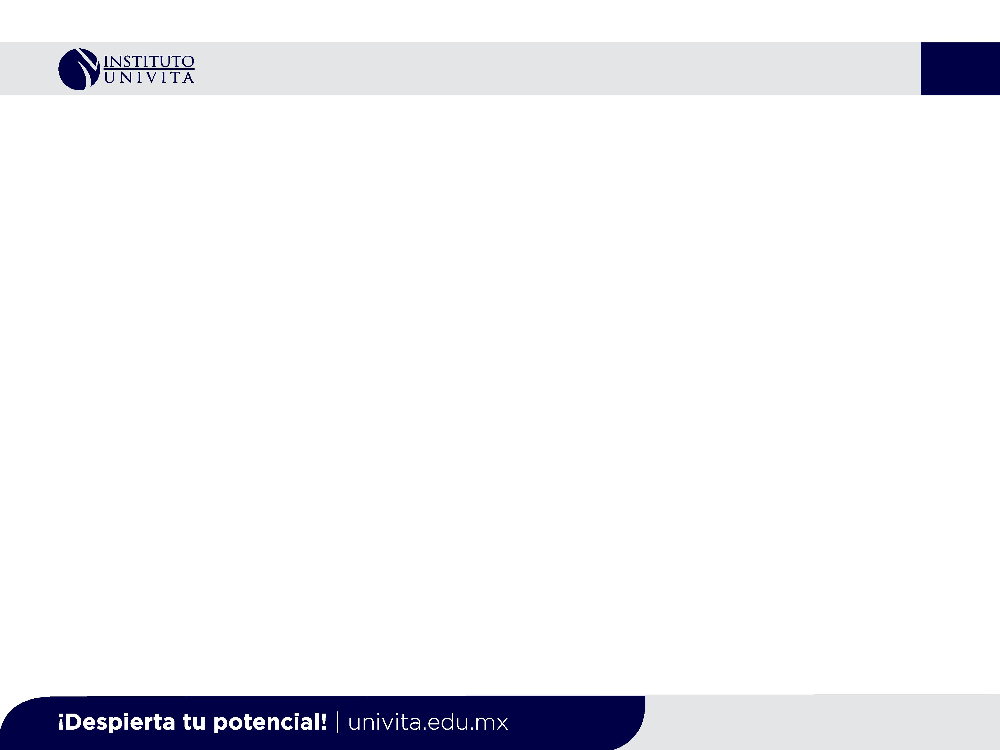 INSTITUTO
UNIVITA
¡Despierta tu potencial! | univita.edu.mx